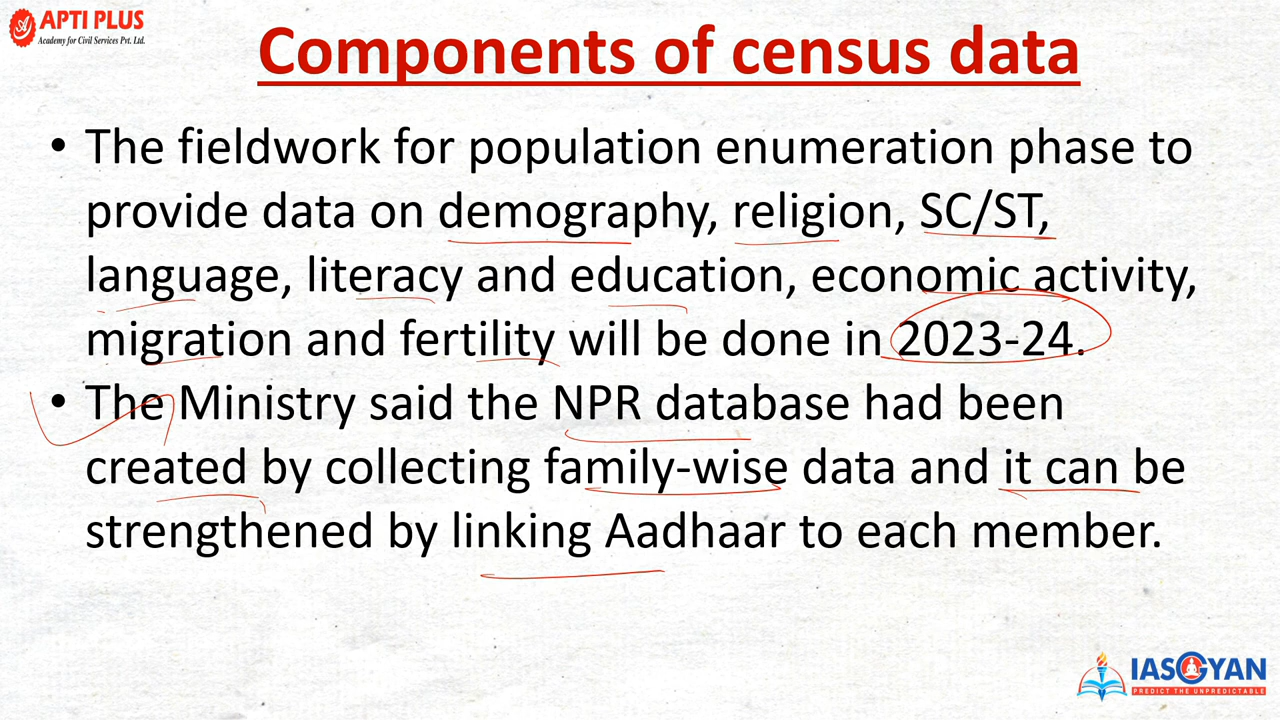 APTI PLUS
Academy for Civil Services Pvt. Ltd.
Components of census data
• The fieldwork for population enumeration phase to
provide data on demography, religion, SC/ST,
language, literacy and education, economic activity,
migration and fertility will be done in 2023-24.
• The Ministry said the NPR database had been
created by collecting family-wise data and it can be
strengthened by linking Aadhaar to each member.
IASGYAN
PREDICT THE UNPREDICTABLE